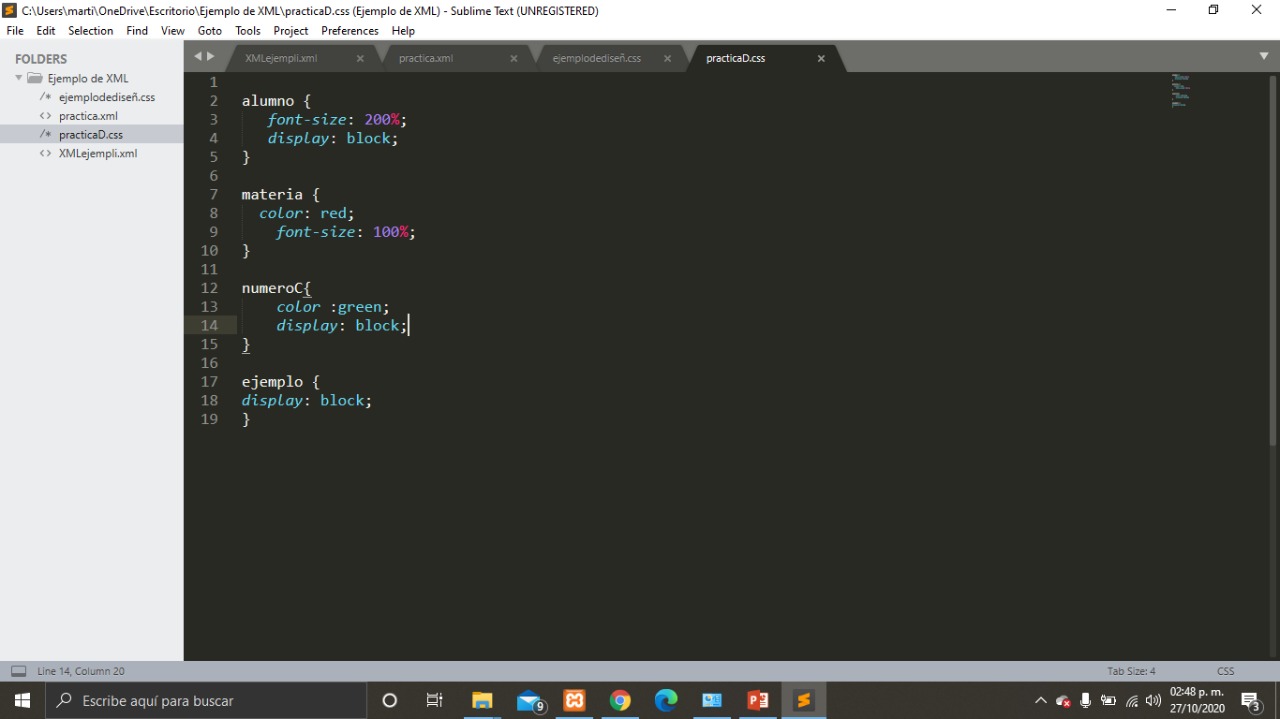 C:\Users\marti\OneDrive\Escritorio\Ejemplo de XML\practicaD.css (Ejemplo de XML) - Sublime Text (UNREGISTERED)
File Edit Selection Find View Goto Tools Project Preferences Help
FOLDERS
Ejemplo de XML
/* ejemplodediseñ.css
<> practica.xml
/* practicaD.css
<> XMLejempli.xml
XMLejempli.xml practica.xml ejemplodediseñ.css practicaD.css
1
2 alumno {
3 font-size: 200%;
4 display: block;
5 }
6
7 materia {
8 color: red;
9 font-size: 100%;
10 }
11
12 numeroC{
13 color :green;
14 display: block;
15 }
16
17 ejemplo {
18 display: block;
19 }
Line 14, Column 20 Tab Size: 4 CSS
Escribe aquí para buscar
9
02:48 p. m.
27/10/2020
3